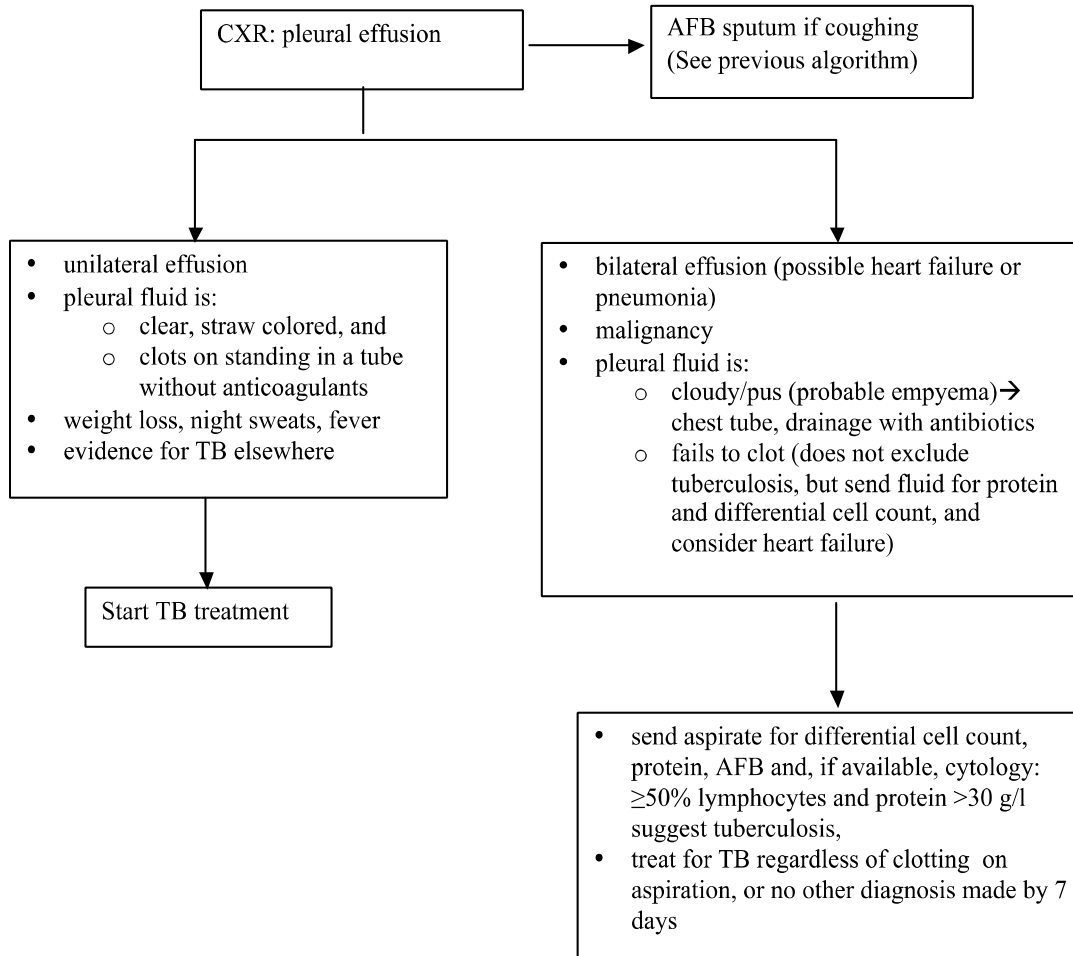 CXR: pleural effusion
AFB sputum if coughing
(See previous algorithm)
• unilateral effusion
• pleural fluid is:
o clear, straw colored, and
o clots on standing in a tube
without anticoagulants
• weight loss, night sweats, fever
• evidence for TB elsewhere
Start TB treatment
• bilateral effusion (possible heart failure or
pneumonia)
• malignancy
• pleural fluid is:
o cloudy/pus (probable empyema)→
chest tube, drainage with antibiotics
o fails to clot (does not exclude
tuberculosis, but send fluid for protein
and differential cell count, and
consider heart failure)
• send aspirate for differential cell count,
protein, AFB and, if available, cytology:
≥50% lymphocytes and protein >30 g/l
suggest tuberculosis,
• treat for TB regardless of clotting on
aspiration, or no other diagnosis made by 7
days